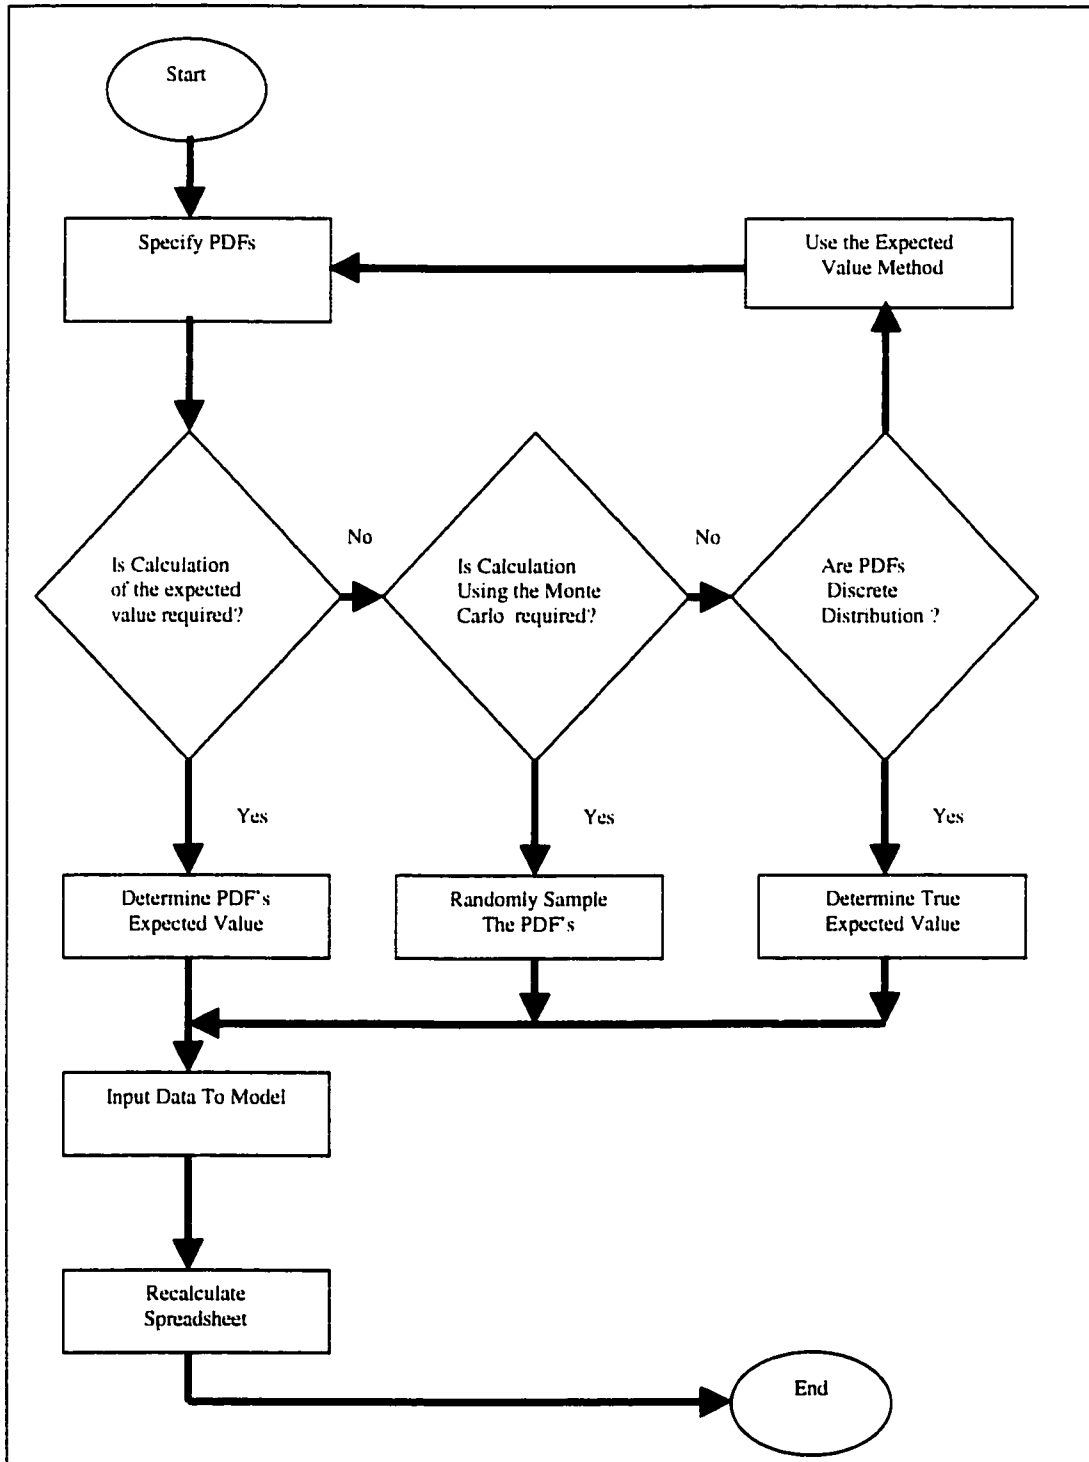 Start
Specify PDFs
Use the Expected
Value Method
No
No
Is Calculation
of the expected
value required?
Is Calculation
Using the Monte
Carlo required?
Are PDFs
Discrete
Distribution ?
Yes
Yes
Yes
Determine PDF's
Expected Value
Randomly Sample
The PDF's
Determine True
Expected Value
Input Data To Model
Recalculate
Spreadsheet
End